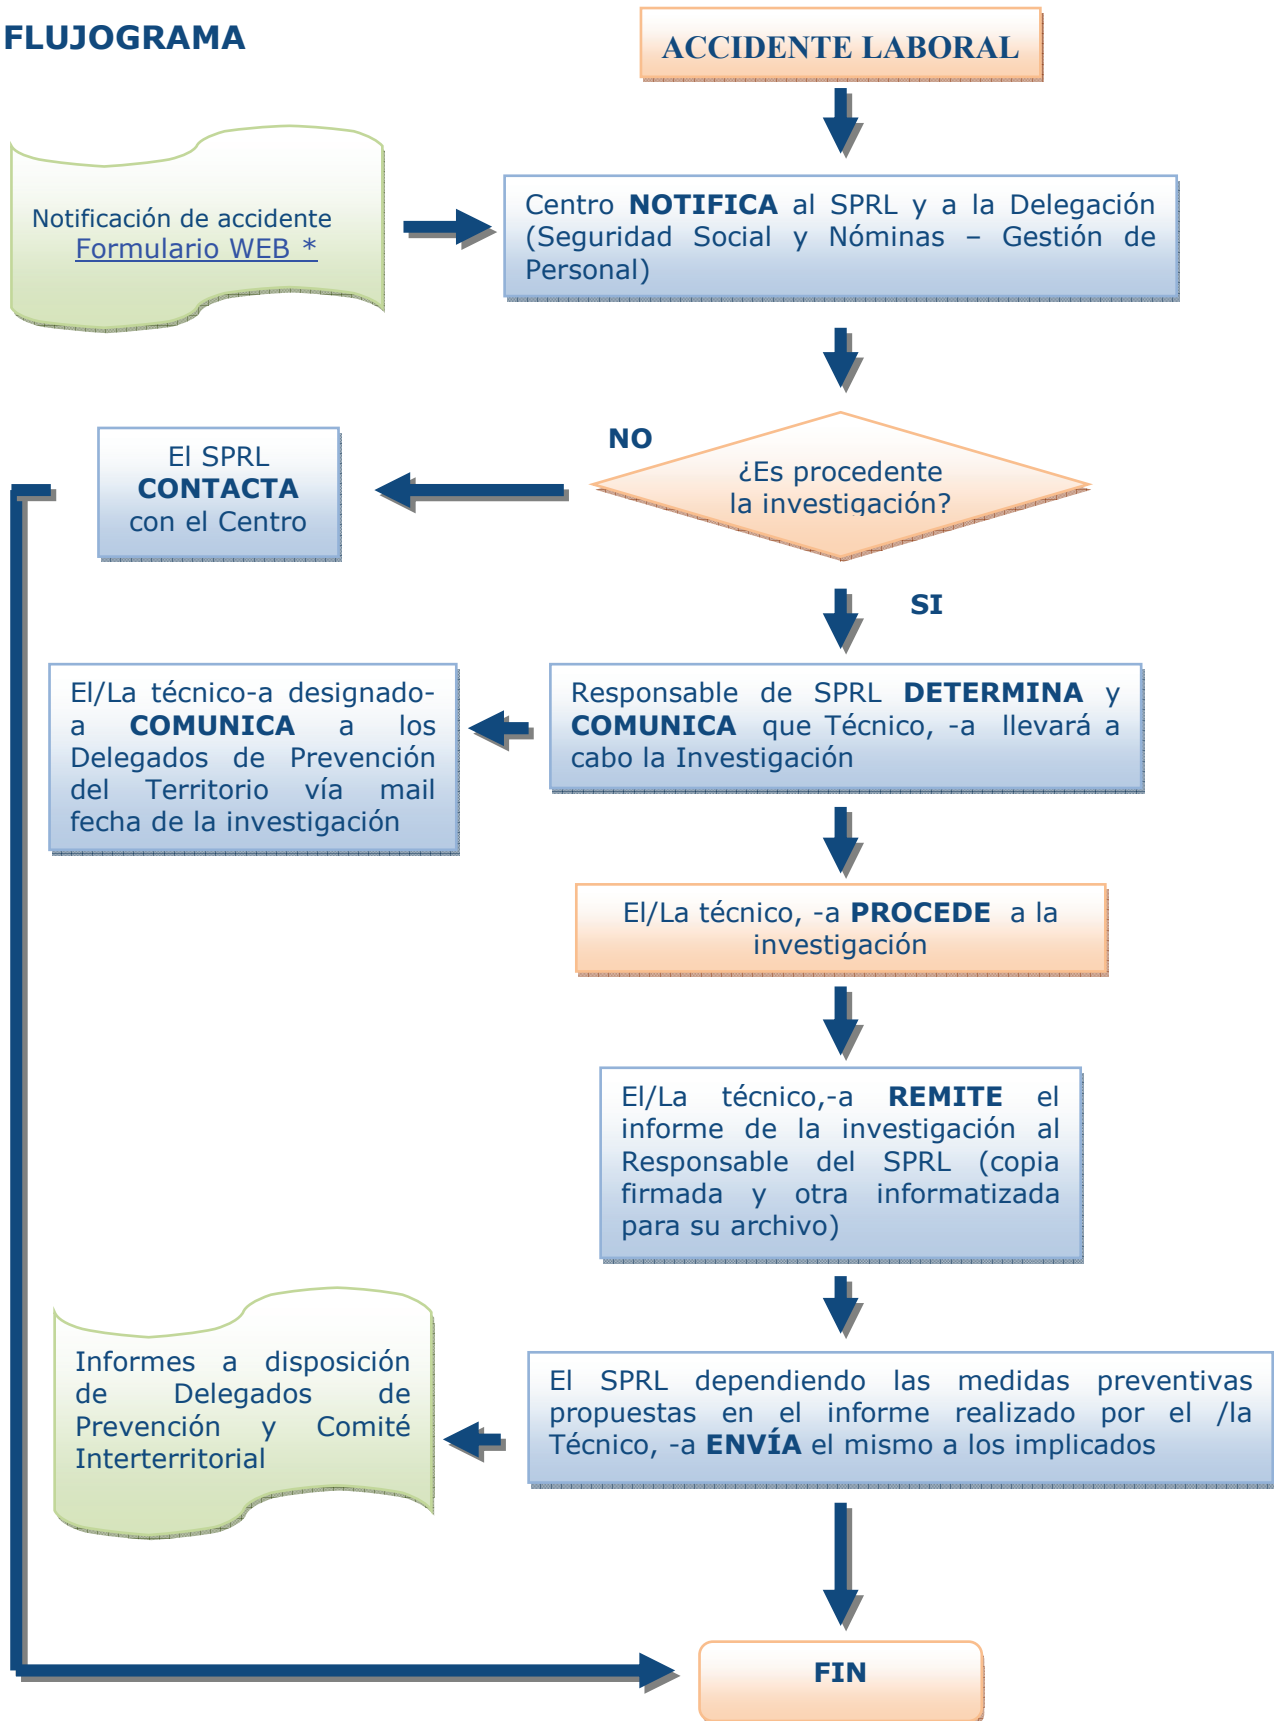 FLUJOGRAMA
ACCIDENTE LABORAL
Notificación de accidente
Formulario WEB *
Centro NOTIFICA al SPRL y a la Delegación
(Seguridad Social y Nóminas – Gestión de
Personal)
NO
¿Es procedente
la investigación?
El SPRL
CONTACTA
con el Centro
SI
El/La técnico-a designado-
a COMUNICA a los
Delegados de Prevención
del Territorio vía mail
fecha de la investigación
Responsable de SPRL DETERMINA y
COMUNICA que Técnico, -a llevará a
cabo la Investigación
El/La técnico, -a PROCEDE a la
investigación
El/La técnico,-a REMITE el
informe de la investigación al
Responsable del SPRL (copia
firmada y otra informatizada
para su archivo)
Informes a disposición
de Delegados de
Prevención y Comité
Interterritorial
El SPRL dependiendo las medidas preventivas
propuestas en el informe realizado por el /la
Técnico, -a ENVÍA el mismo a los implicados
FIN